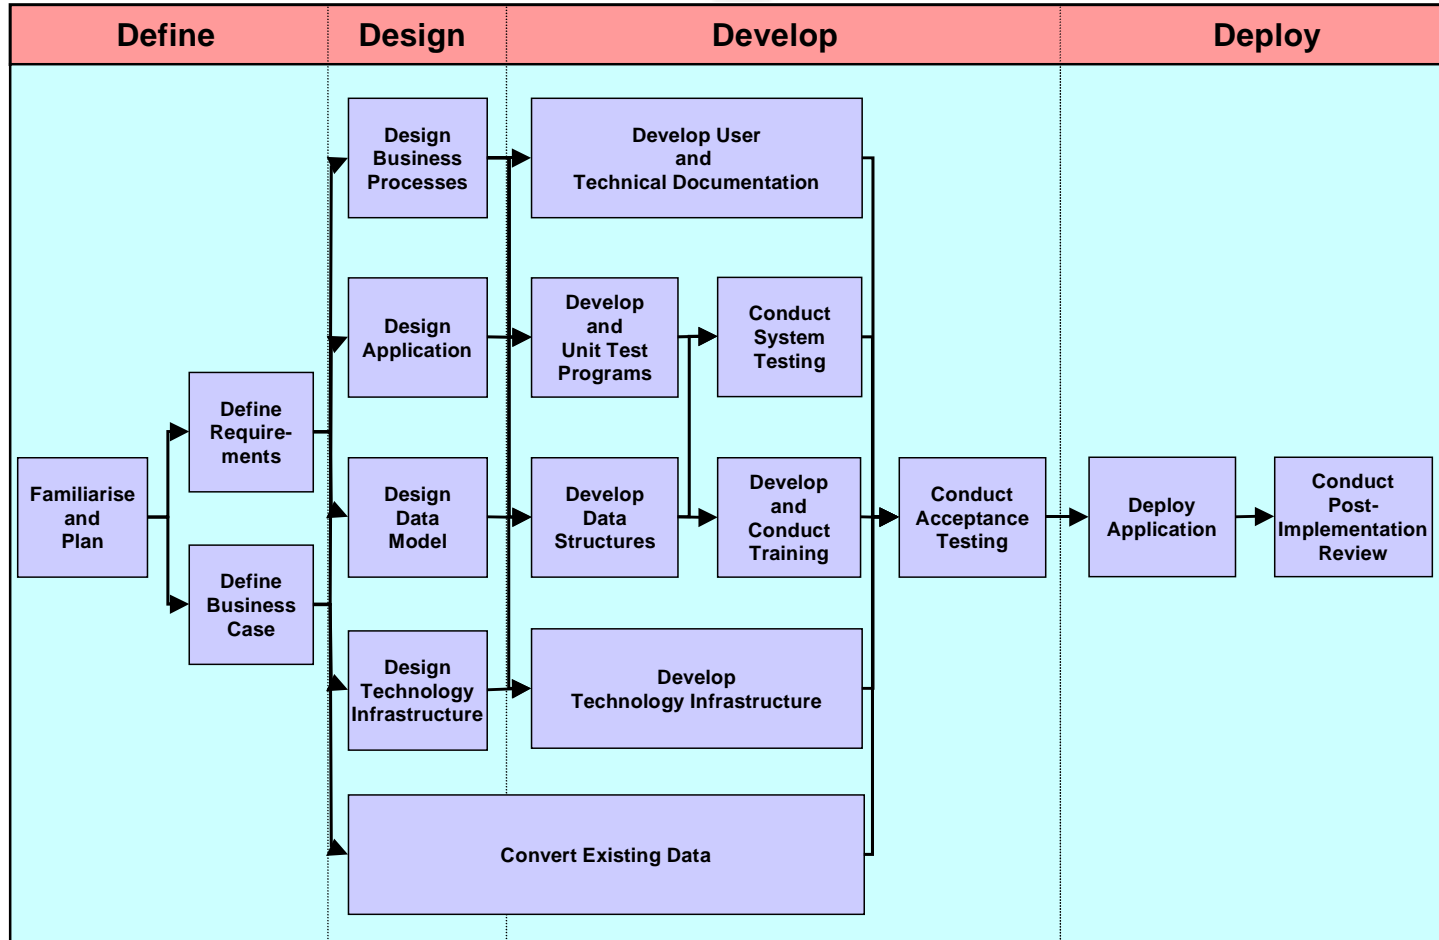 Define
Design
Develop
Deploy
Familiarise
and
Plan
Define
Require-
ments
Define
Business
Case
Design
Business
Processes
Design
Application
Design
Data
Model
Design
Technology
Infrastructure
Develop User
and
Technical Documentation
Develop
and
Unit Test
Programs
Conduct
System
Testing
Develop
Data
Structures
Develop
and
Conduct
Training
Develop
Technology Infrastructure
Convert Existing Data
Conduct
Acceptance
Testing
Deploy
Application
Conduct
Post-
Implementation
Review